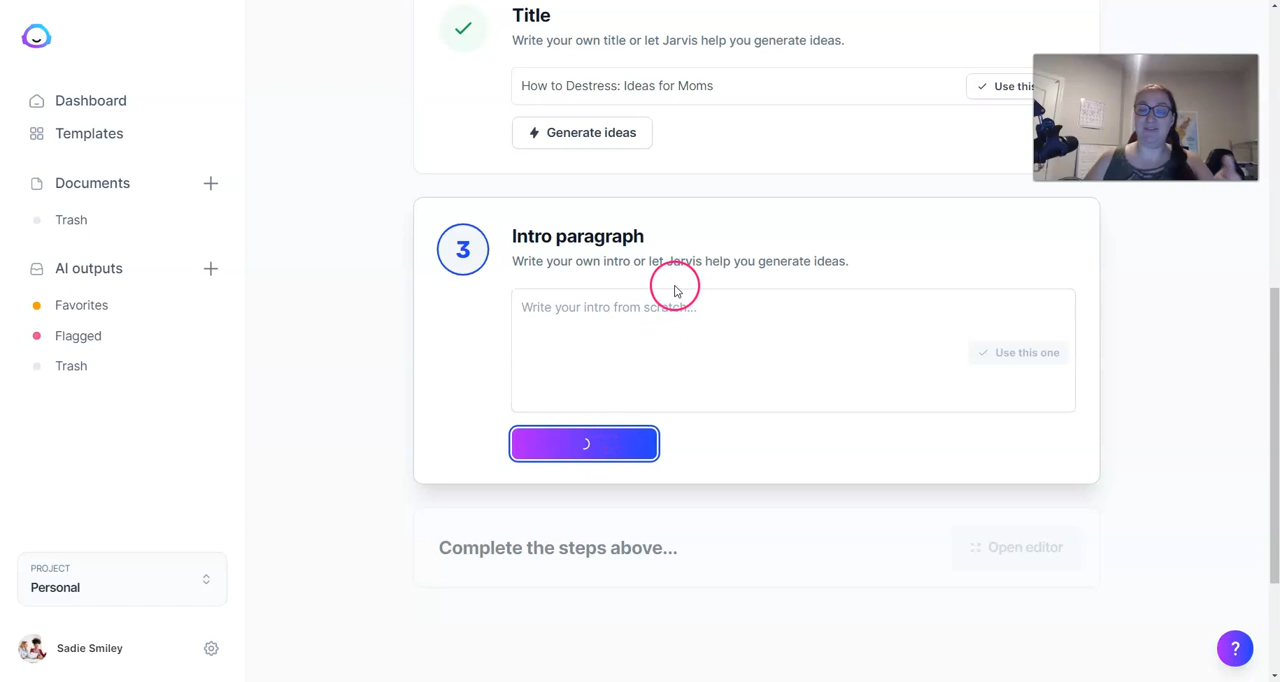 Title
Write your own title or let Jarvis help you generate ideas.
How to Destress: Ideas for Moms
Use this
Generate ideas
Dashboard
Templates
Documents
Trash
AI outputs
Favorites
Flagged
Trash
3
Intro paragraph
Write your own intro or let Jarvis help you generate ideas.
Write your intro from scratch...
Use this one
Complete the steps above...
Open editor
PROJECT
Personal
Sadie Smiley
?